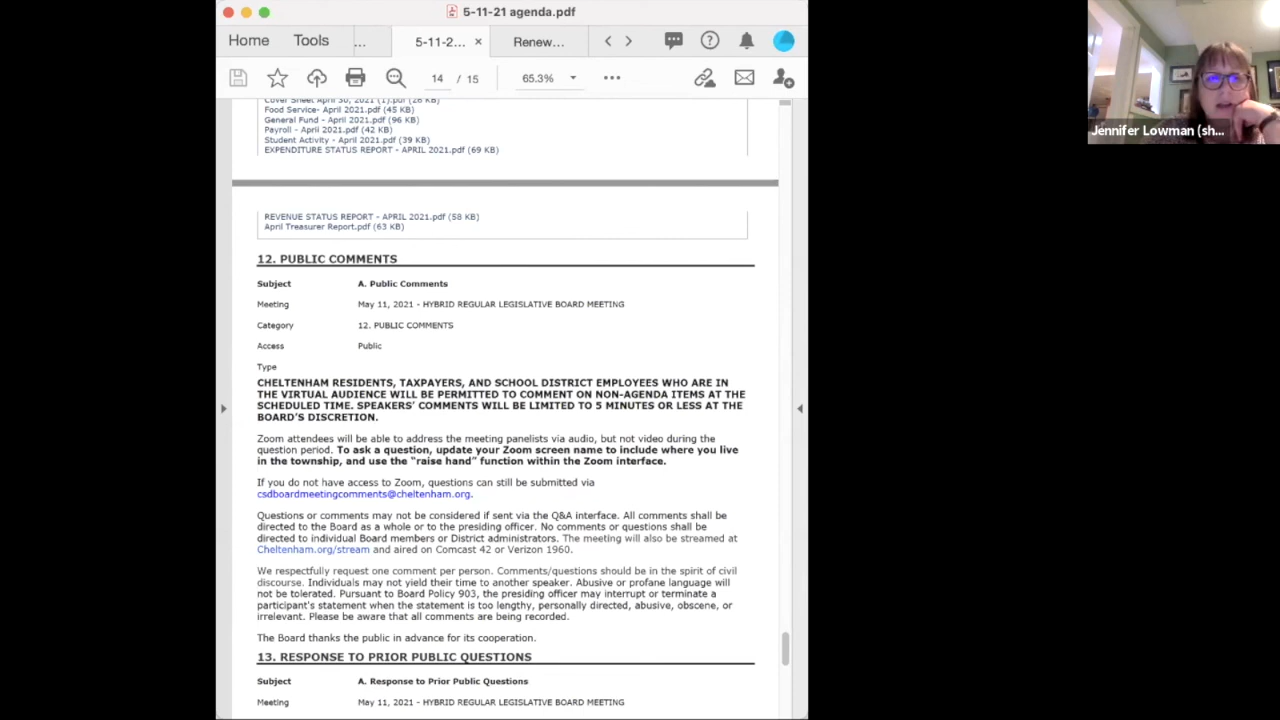 5-11-21 agenda.pdf
Home Tools ... 5-11-2... × Renew...
14 / 15 65.3%
Cover Sheet April 30, 2021 (1).pdf (26 KB)
Food Service- April 2021.pdf (45 KB)
General Fund - April 2021.pdf (96 KB)
Payroll - April 2021.pdf (42 KB)
Student Activity - April 2021.pdf (39 KB)
EXPENDITURE STATUS REPORT - APRIL 2021.pdf (69 KB)
REVENUE STATUS REPORT - APRIL 2021.pdf (58 KB)
April Treasurer Report.pdf (63 KB)
12. PUBLIC COMMENTS
Subject A. Public Comments
Meeting May 11, 2021 - HYBRID REGULAR LEGISLATIVE BOARD MEETING
Category 12. PUBLIC COMMENTS
Access Public
Type
CHELTENHAM RESIDENTS, TAXPAYERS, AND SCHOOL DISTRICT EMPLOYEES WHO ARE IN
THE VIRTUAL AUDIENCE WILL BE PERMITTED TO COMMENT ON NON-AGENDA ITEMS AT THE
SCHEDULED TIME. SPEAKERS' COMMENTS WILL BE LIMITED TO 5 MINUTES OR LESS AT THE
BOARD'S DISCRETION.
Zoom attendees will be able to address the meeting panelists via audio, but not video during the
question period. To ask a question, update your Zoom screen name to include where you live
in the township, and use the "raise hand" function within the Zoom interface.
If you do not have access to Zoom, questions can still be submitted via
csdboardmeetingcomments@cheltenham.org.
Questions or comments may not be considered if sent via the Q&A interface. All comments shall be
directed to the Board as a whole or to the presiding officer. No comments or questions shall be
directed to individual Board members or District administrators. The meeting will also be streamed at
Cheltenham.org/stream and aired on Comcast 42 or Verizon 1960.
We respectfully request one comment per person. Comments/questions should be in the spirit of civil
discourse. Individuals may not yield their time to another speaker. Abusive or profane language will
not be tolerated. Pursuant to Board Policy 903, the presiding officer may interrupt or terminate a
participant's statement when the statement is too lengthy, personally directed, abusive, obscene, or
irrelevant. Please be aware that all comments are being recorded.
The Board thanks the public in advance for its cooperation.
13. RESPONSE TO PRIOR PUBLIC QUESTIONS
Subject A. Response to Prior Public Questions
Meeting May 11, 2021 - HYBRID REGULAR LEGISLATIVE BOARD MEETING
Jennifer Lowman (sh...